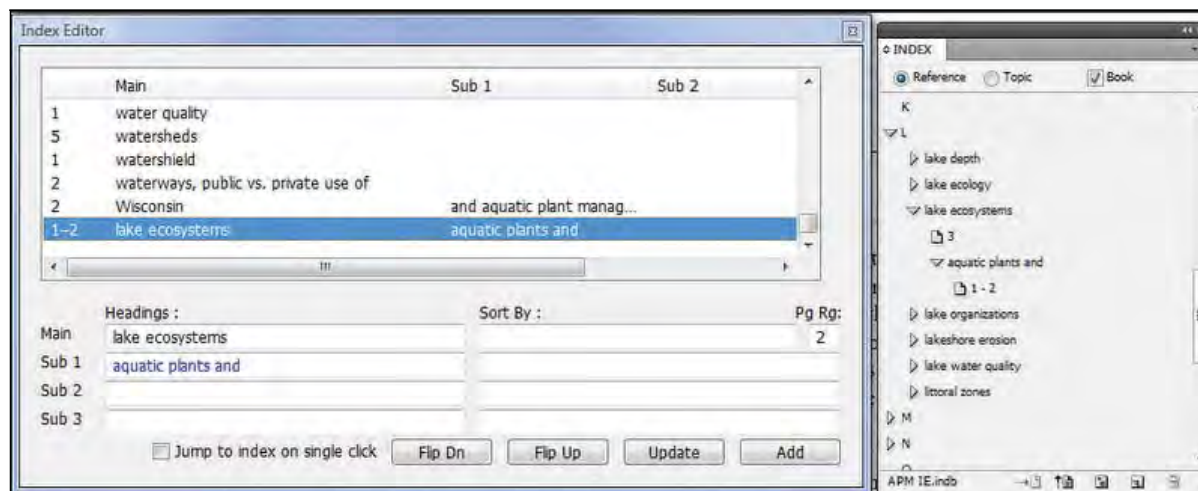 Index Editor
Main Sub 1 Sub 2
1 water quality
5 watersheds
1 watershield
2 waterways, public vs. private use of
2 Wisconsin and aquatic plant manag...
1–2 lake ecosystems aquatic plants and
Headings : Sort By : Pg Rg:
Main lake ecosystems 2
Sub 1 aquatic plants and
Sub 2
Sub 3
Jump to index on single click Flip Dn Flip Up Update Add
INDEX
Reference Topic Book
K
L
lake depth
lake ecology
lake ecosystems
3
aquatic plants and
1 - 2
lake organizations
lakeshore erosion
lake water quality
littoral zones
M
N
APM IE.indb